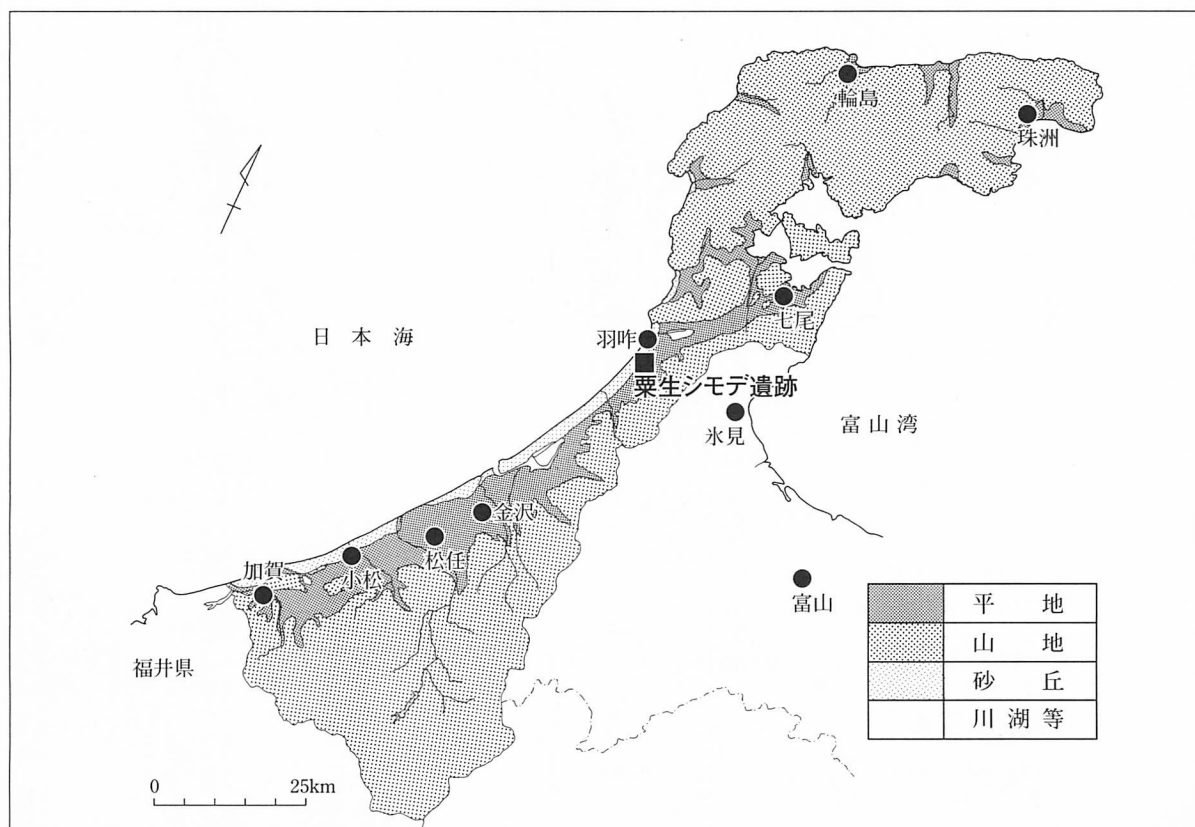 輪島
珠洲
七尾
日本海
羽咋
粟生シモデ遺跡
氷見
富山湾
金沢
松任
小松
加賀
富山
福井県
平地
山地
砂丘
川湖等
0 25km